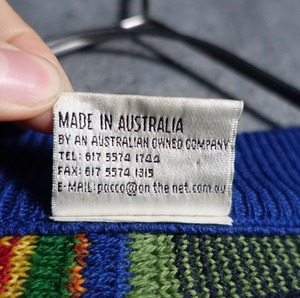 MADE IN AUSTRALIA
BY AN AUSTRALIAN OWNED COMPANY
TEL: 617 5574 1744
FAX: 617 5574 1315
E-MAIL: pacco@on the net.com.au